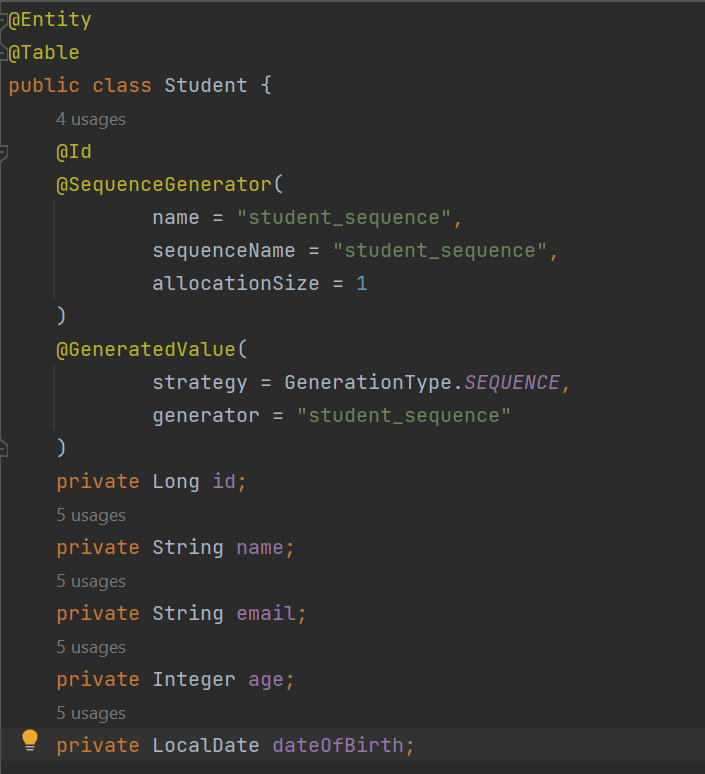 @Entity
@Table
public class Student {
4 usages
@Id
@SequenceGenerator(
name = "student_sequence",
sequenceName = "student_sequence",
allocationSize = 1
)
@GeneratedValue(
strategy = GenerationType.SEQUENCE,
generator = "student_sequence"
)
private Long id;
5 usages
private String name;
5 usages
private String email;
5 usages
private Integer age;
5 usages
private LocalDate dateOfBirth;